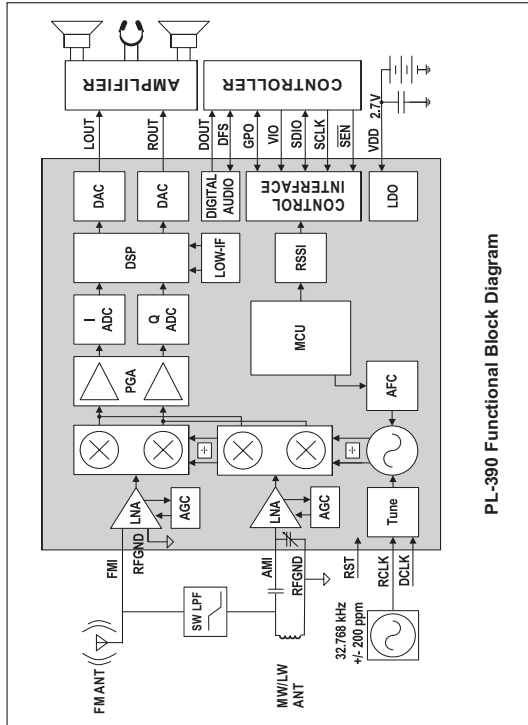 FM ANT
SW LPF
MW/LW
ANT
32.768 kHz
+/- 200 ppm
FMI
RFGND
AMI
RFGND
RST
RCLK
DCLK
LNA
AGC
LNA
AGC
Tune
÷
÷
AFC
PGA
I
ADC
Q
ADC
MCU
DSP
LOW-IF
RSSI
DAC
DAC
DIGITAL
AUDIO
CONTROL
INTERFACE
LDO
LOUT
ROUT
DOUT
DFS
GPO
VIO
SDIO
SCLK
SEN
VDD
2.7V
AMPLIFIER
CONTROLLER
PL-390 Functional Block Diagram